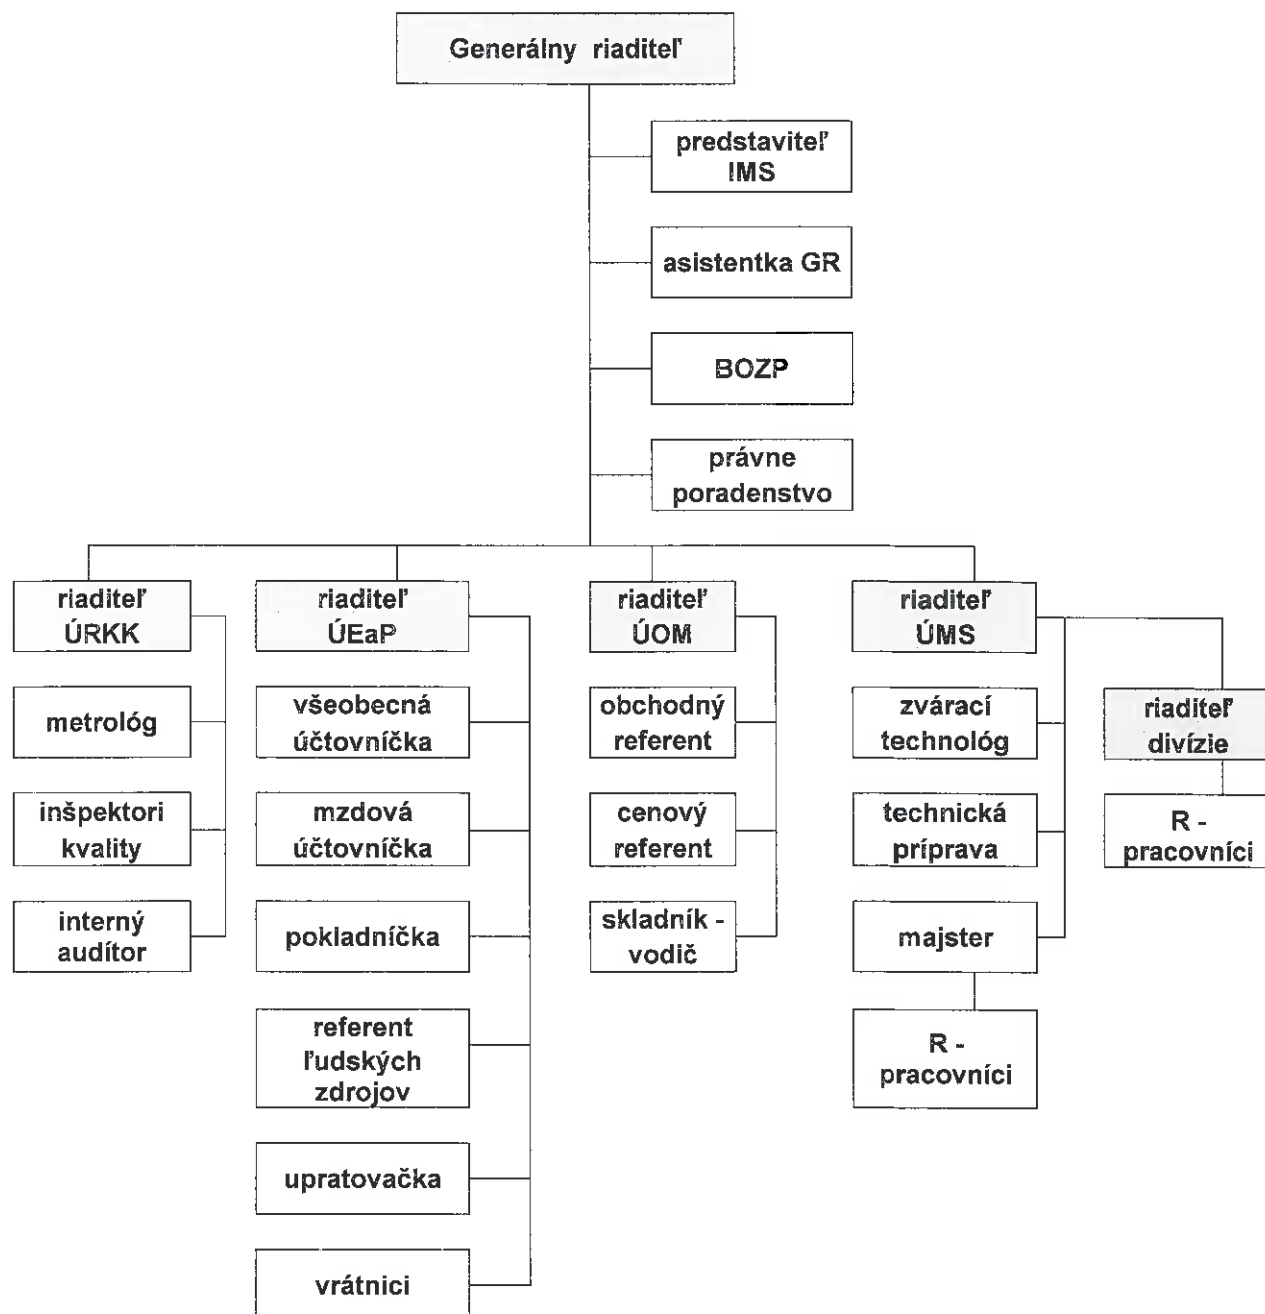 Generálny riaditeľ
predstaviteľ
IMS
asistentka GR
BOZP
právne
poradenstvo
riaditeľ
ÚRKK
metrológ
inšpektori
kvality
interný
audítor
riaditeľ
ÚEaP
všeobecná
účtovníčka
mzdová
účtovníčka
pokladníčka
referent
ľudských
zdrojov
upratovačka
vrátnici
riaditeľ
ÚOM
obchodný
referent
cenový
referent
skladník -
vodič
riaditeľ
ÚMS
zvárací
technológ
technická
príprava
majster
R -
pracovníci
riaditeľ
divízie
R -
pracovníci